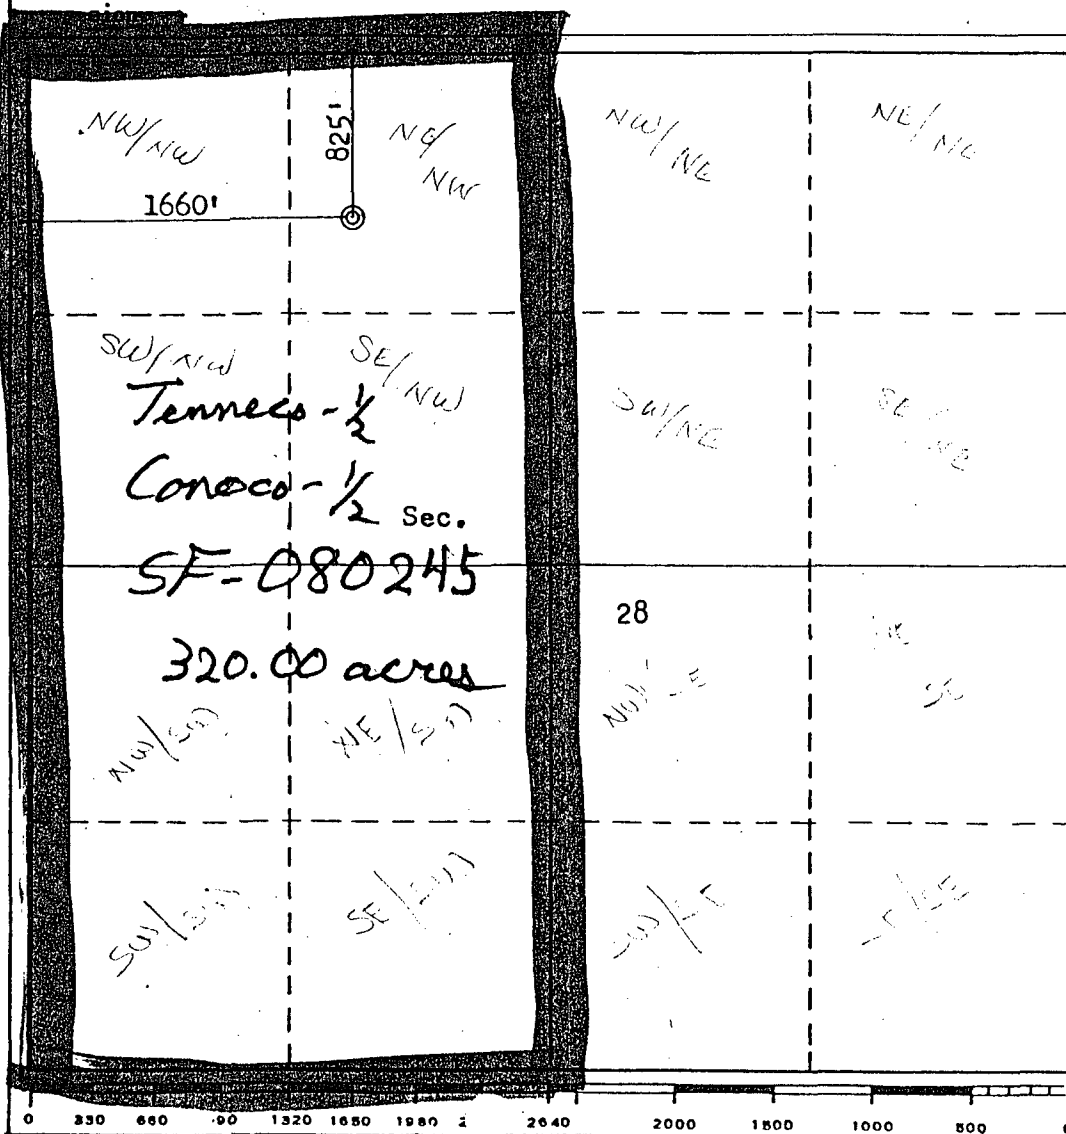 NW/NW
825'
NE/NW
NW/NE
NE/NE
1660'
SW/NW
SE/NW
SW/NE
SE/NE
Tenneco - 1/2
Conoco - 1/2 Sec.
SF-080245
28
320.00 acres
NW/SW
NE/SW
SE
SW/SW
SE/SW
0 330 660 1320 1650 1980 2640 2000 1500 1000 500